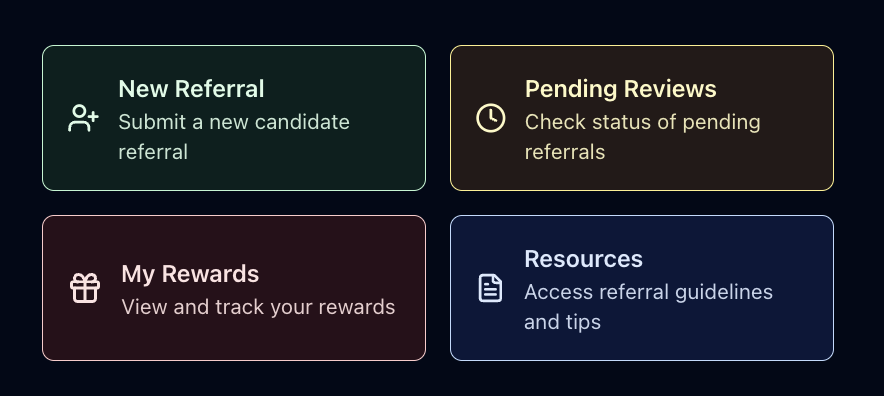 New Referral
Submit a new candidate
referral
Pending Reviews
Check status of pending
referrals
My Rewards
View and track your rewards
Resources
Access referral guidelines
and tips